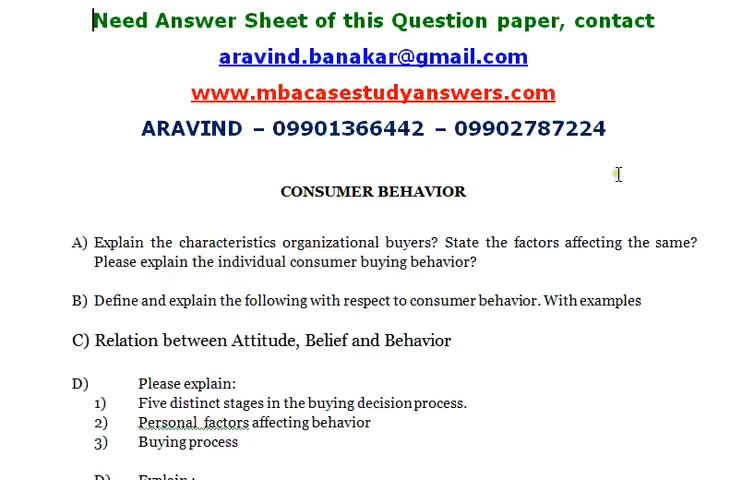 Need Answer Sheet of this Question paper, contact
aravind.banakar@gmail.com
www.mbacasestudyanswers.com
ARAVIND – 09901366442 – 09902787224
CONSUMER BEHAVIOR
A) Explain the characteristics organizational buyers? State the factors affecting the same?
Please explain the individual consumer buying behavior?
B) Define and explain the following with respect to consumer behavior. With examples
C) Relation between Attitude, Belief and Behavior
D) Please explain:
1) Five distinct stages in the buying decision process.
2) Personal factors affecting behavior
3) Buying process
D) Explain :